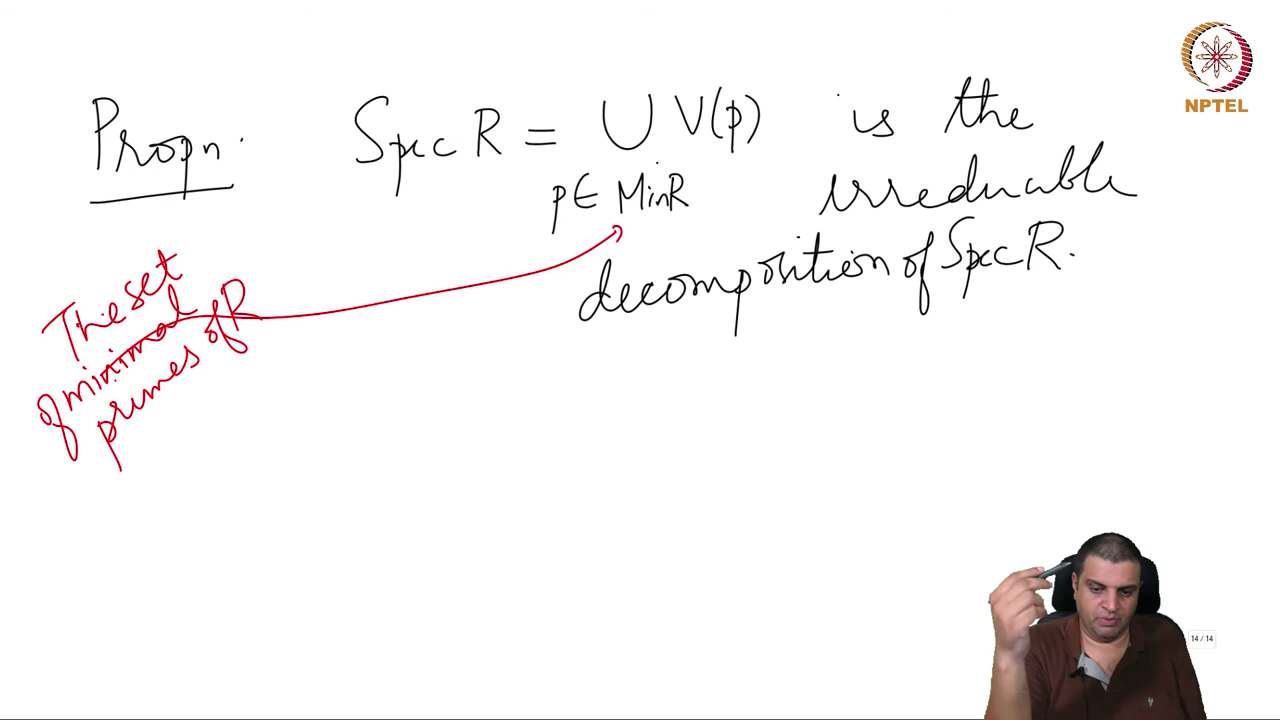 Propn. Spec R = ∪ V(p) is the
p ∈ Min R irreducible
decomposition of Spec R.
The set
of minimal
primes of R
NPTEL
14 / 14